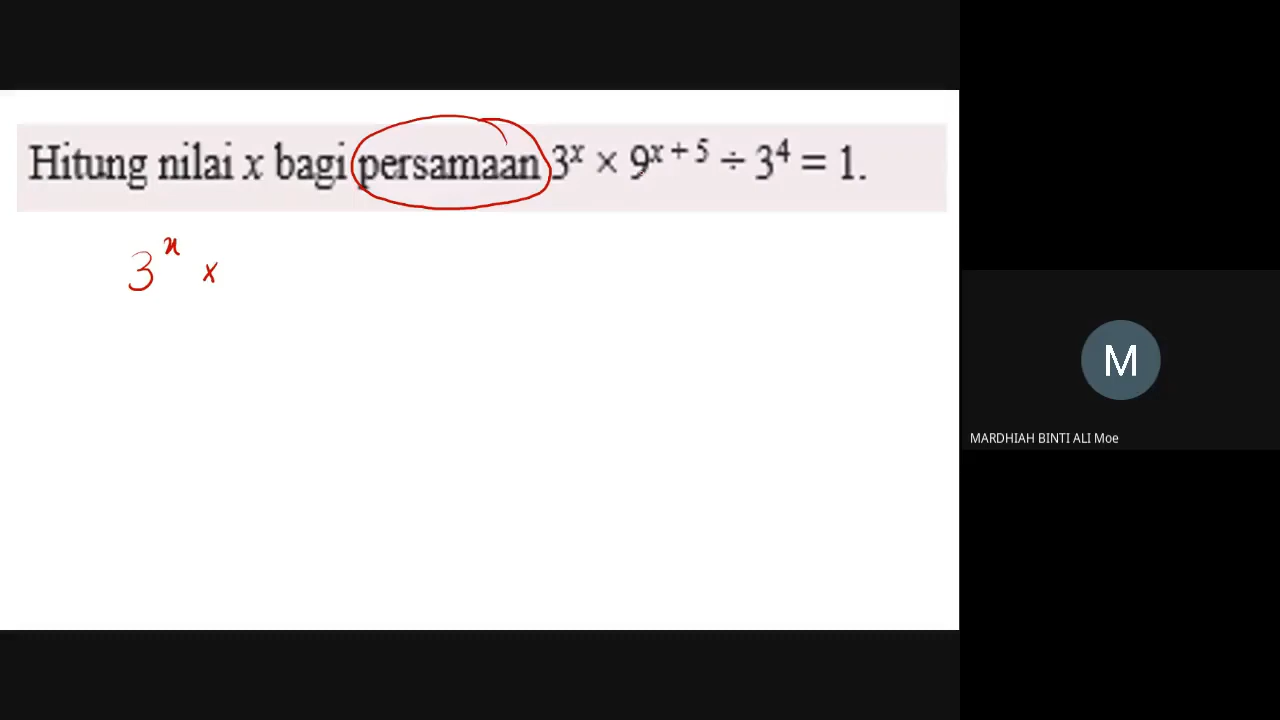 Hitung nilai x bagi persamaan 3ˣ × 9ˣ⁺⁵ ÷ 3⁴ = 1.
3ˣ ×
M
MARDHIAH BINTI ALI Moe